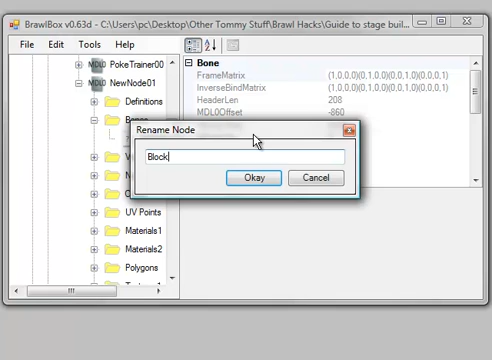 BrawlBox v0.63d - C:\Users\pc\Desktop\Other Tommy Stuff\Brawl Hacks\Guide to stage buil...
File Edit Tools Help
PokeTrainer00
NewNode01
Definitions
UV Points
Materials1
Materials2
Polygons
Bone
FrameMatrix (1,0,0,0)(0,1,0,0)(0,0,1,0)(0,0,0,1)
InverseBindMatrix (1,0,0,0)(0,1,0,0)(0,0,1,0)(0,0,0,1)
HeaderLen 208
MDL0Offset -860
Rename Node
Block
Okay Cancel